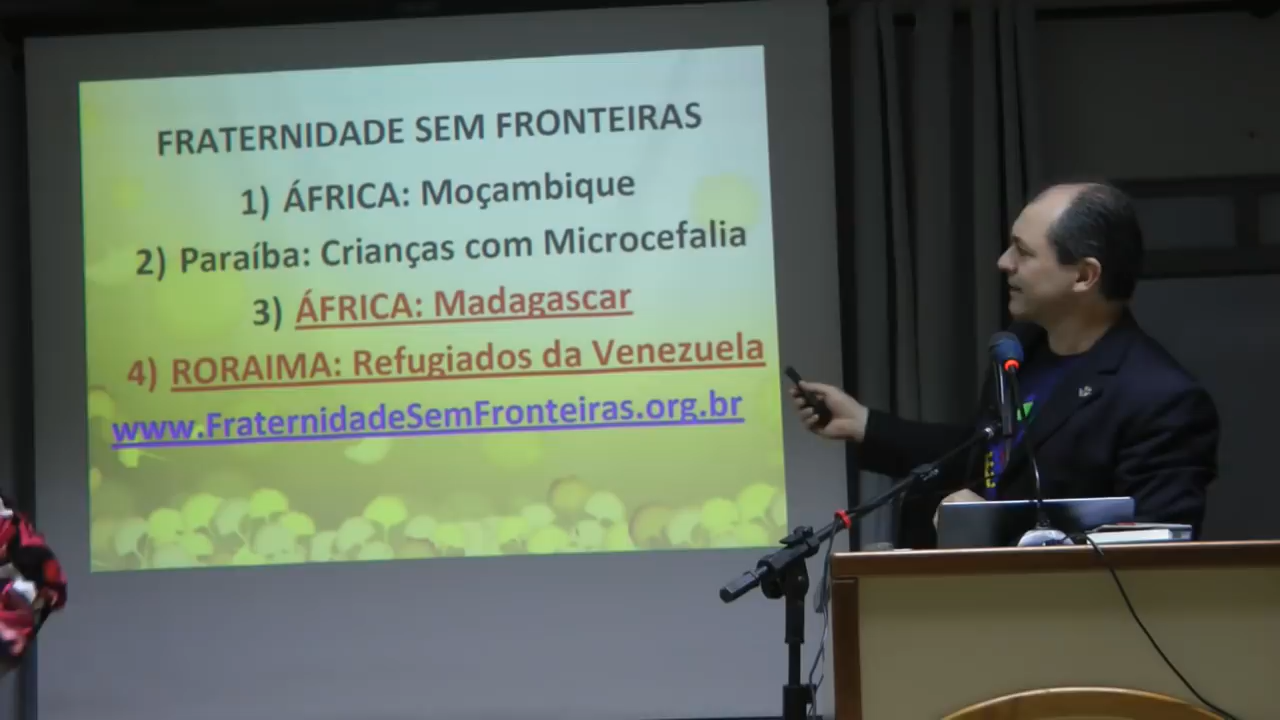 FRATERNIDADE SEM FRONTEIRAS
1) ÁFRICA: Moçambique
2) Paraíba: Crianças com Microcefalia
3) ÁFRICA: Madagascar
4) RORAIMA: Refugiados da Venezuela
www.FraternidadeSemFronteiras.org.br